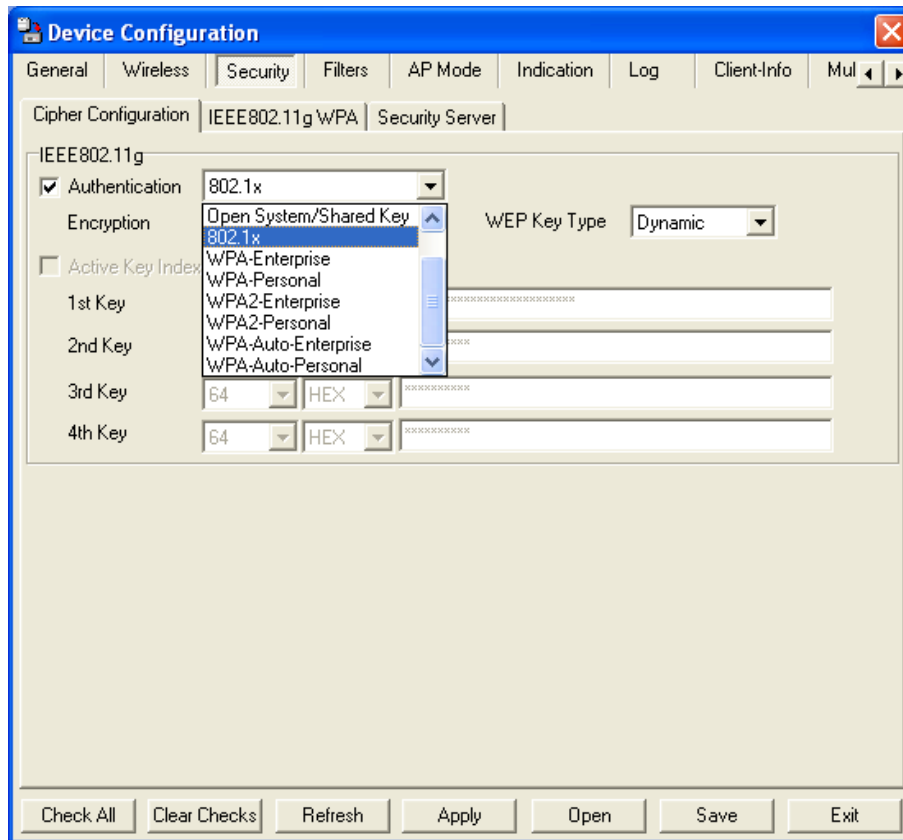 Device Configuration
General Wireless Security Filters AP Mode Indication Log Client-Info Mul
Cipher Configuration IEEE802.11g WPA Security Server
IEEE802.11g
Authentication 802.1x
Encryption WEP Key Type Dynamic
Open System/Shared Key
802.1x
WPA-Enterprise
WPA-Personal
WPA2-Enterprise
WPA2-Personal
WPA-Auto-Enterprise
WPA-Auto-Personal
Active Key Index
1st Key
2nd Key
3rd Key 64 HEX **********
4th Key 64 HEX **********
Check All Clear Checks Refresh Apply Open Save Exit